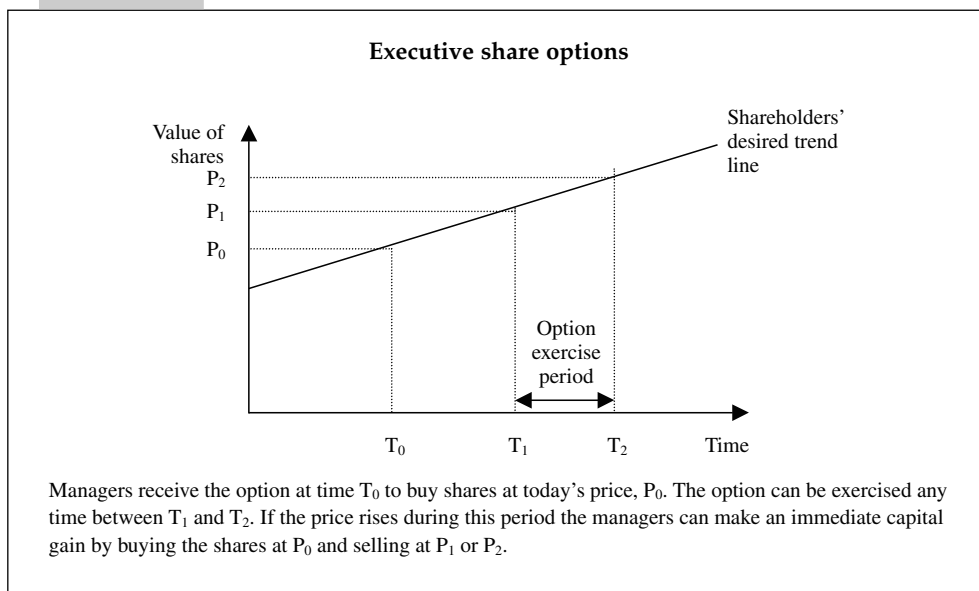 Executive share options
Shareholders’
desired trend
line
Value of
shares
P₂
P₁
P₀
Option
exercise
period
T₀ T₁ T₂ Time
Managers receive the option at time T₀ to buy shares at today’s price, P₀. The option can be exercised any
time between T₁ and T₂. If the price rises during this period the managers can make an immediate capital
gain by buying the shares at P₀ and selling at P₁ or P₂.